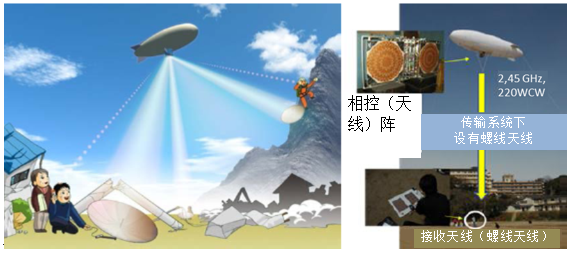 2,45 GHz,
220WCW
相控（天
线）阵
传输系统下
设有螺线天线
接收天线（螺线天线）